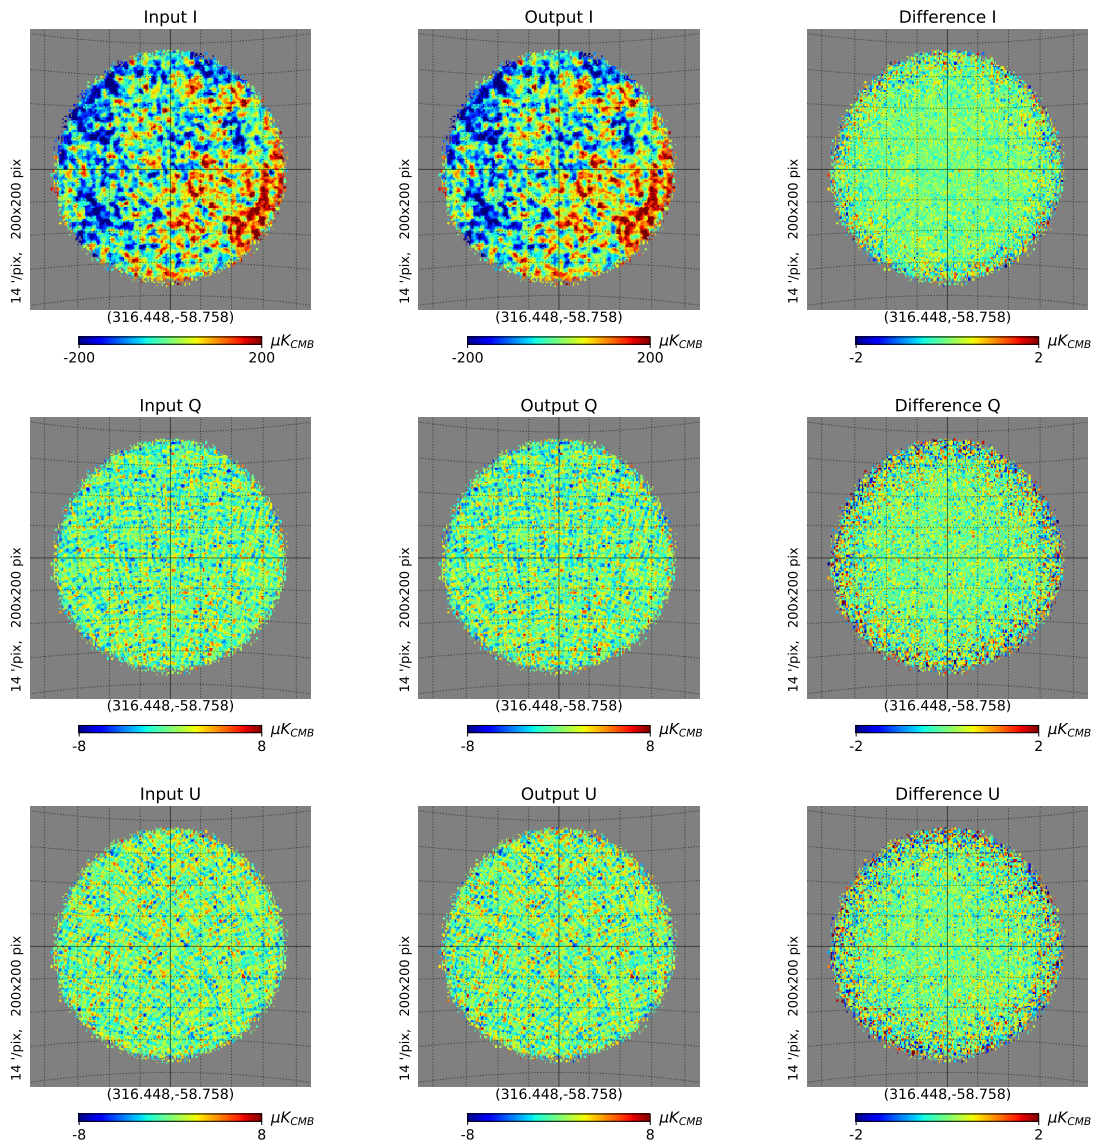 Input I
Output I
Difference I
14 '/pix, 200x200 pix
14 '/pix, 200x200 pix
14 '/pix, 200x200 pix
(316.448,-58.758)
(316.448,-58.758)
(316.448,-58.758)
-200 200 μK_CMB
-200 200 μK_CMB
-2 2 μK_CMB
Input Q
Output Q
Difference Q
14 '/pix, 200x200 pix
14 '/pix, 200x200 pix
14 '/pix, 200x200 pix
(316.448,-58.758)
(316.448,-58.758)
(316.448,-58.758)
-8 8 μK_CMB
-8 8 μK_CMB
-2 2 μK_CMB
Input U
Output U
Difference U
14 '/pix, 200x200 pix
14 '/pix, 200x200 pix
14 '/pix, 200x200 pix
(316.448,-58.758)
(316.448,-58.758)
(316.448,-58.758)
-8 8 μK_CMB
-8 8 μK_CMB
-2 2 μK_CMB